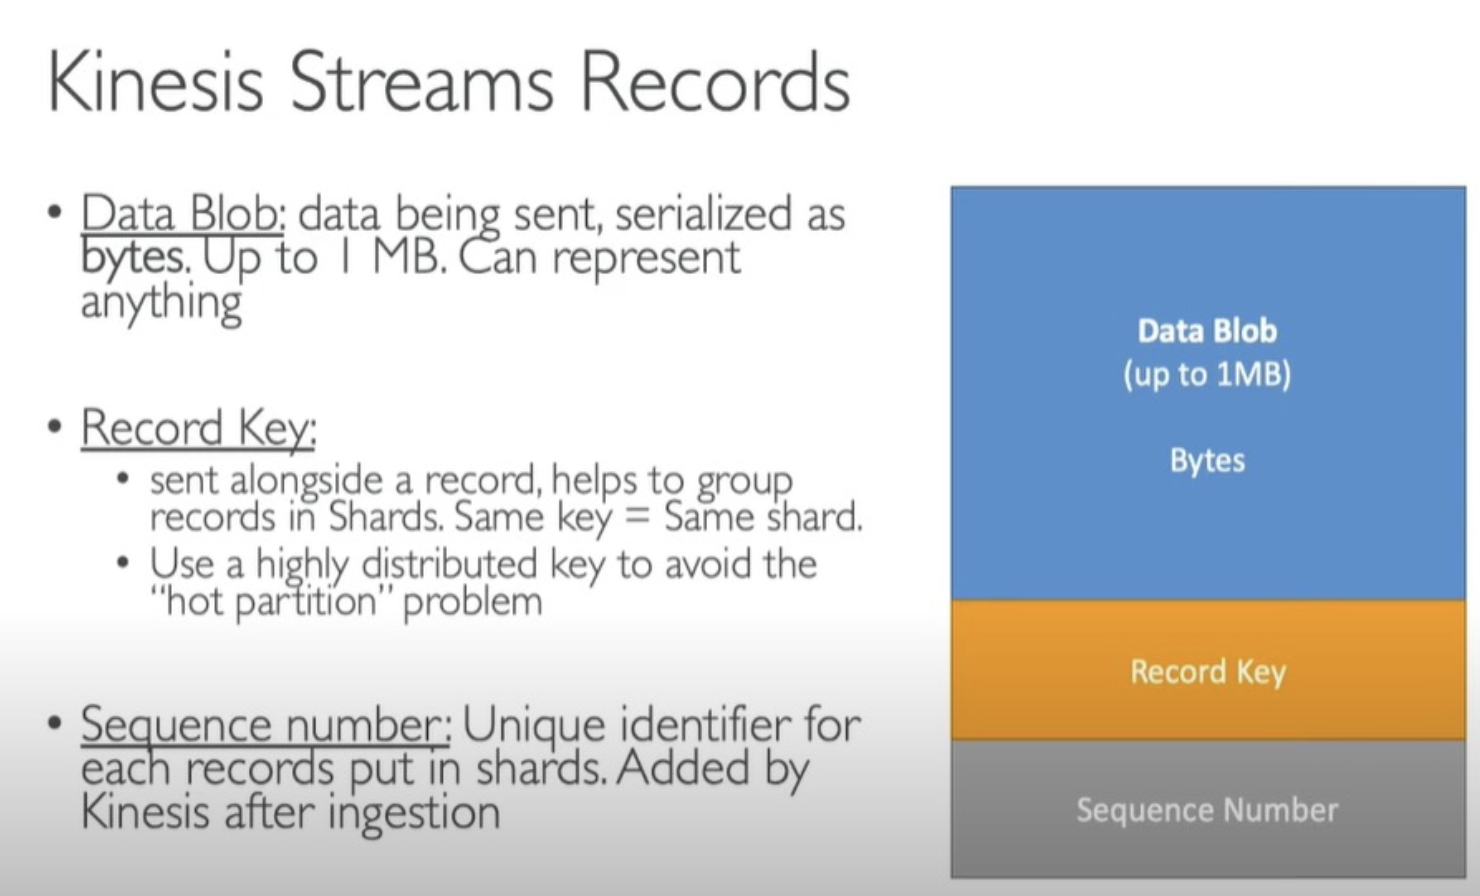 Kinesis Streams Records
• Data Blob: data being sent, serialized as
bytes. Up to 1 MB. Can represent
anything
• Record Key:
• sent alongside a record, helps to group
records in Shards. Same key = Same shard.
• Use a highly distributed key to avoid the
“hot partition” problem
• Sequence number: Unique identifier for
each records put in shards. Added by
Kinesis after ingestion
Data Blob
(up to 1MB)
Bytes
Record Key
Sequence Number